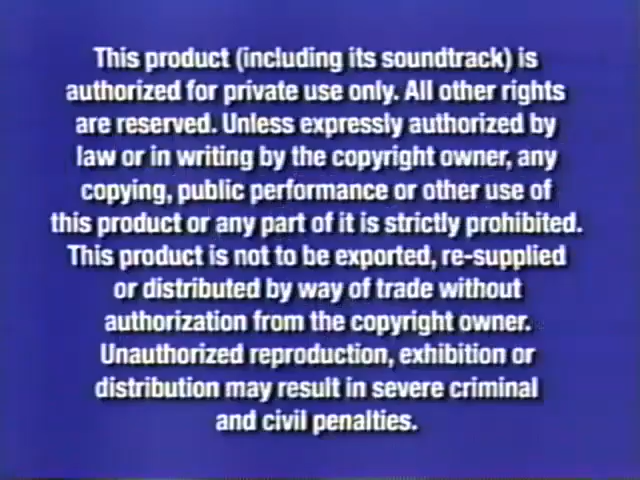 This product (including its soundtrack) is
authorized for private use only. All other rights
are reserved. Unless expressly authorized by
law or in writing by the copyright owner, any
copying, public performance or other use of
this product or any part of it is strictly prohibited.
This product is not to be exported, re-supplied
or distributed by way of trade without
authorization from the copyright owner.
Unauthorized reproduction, exhibition or
distribution may result in severe criminal
and civil penalties.